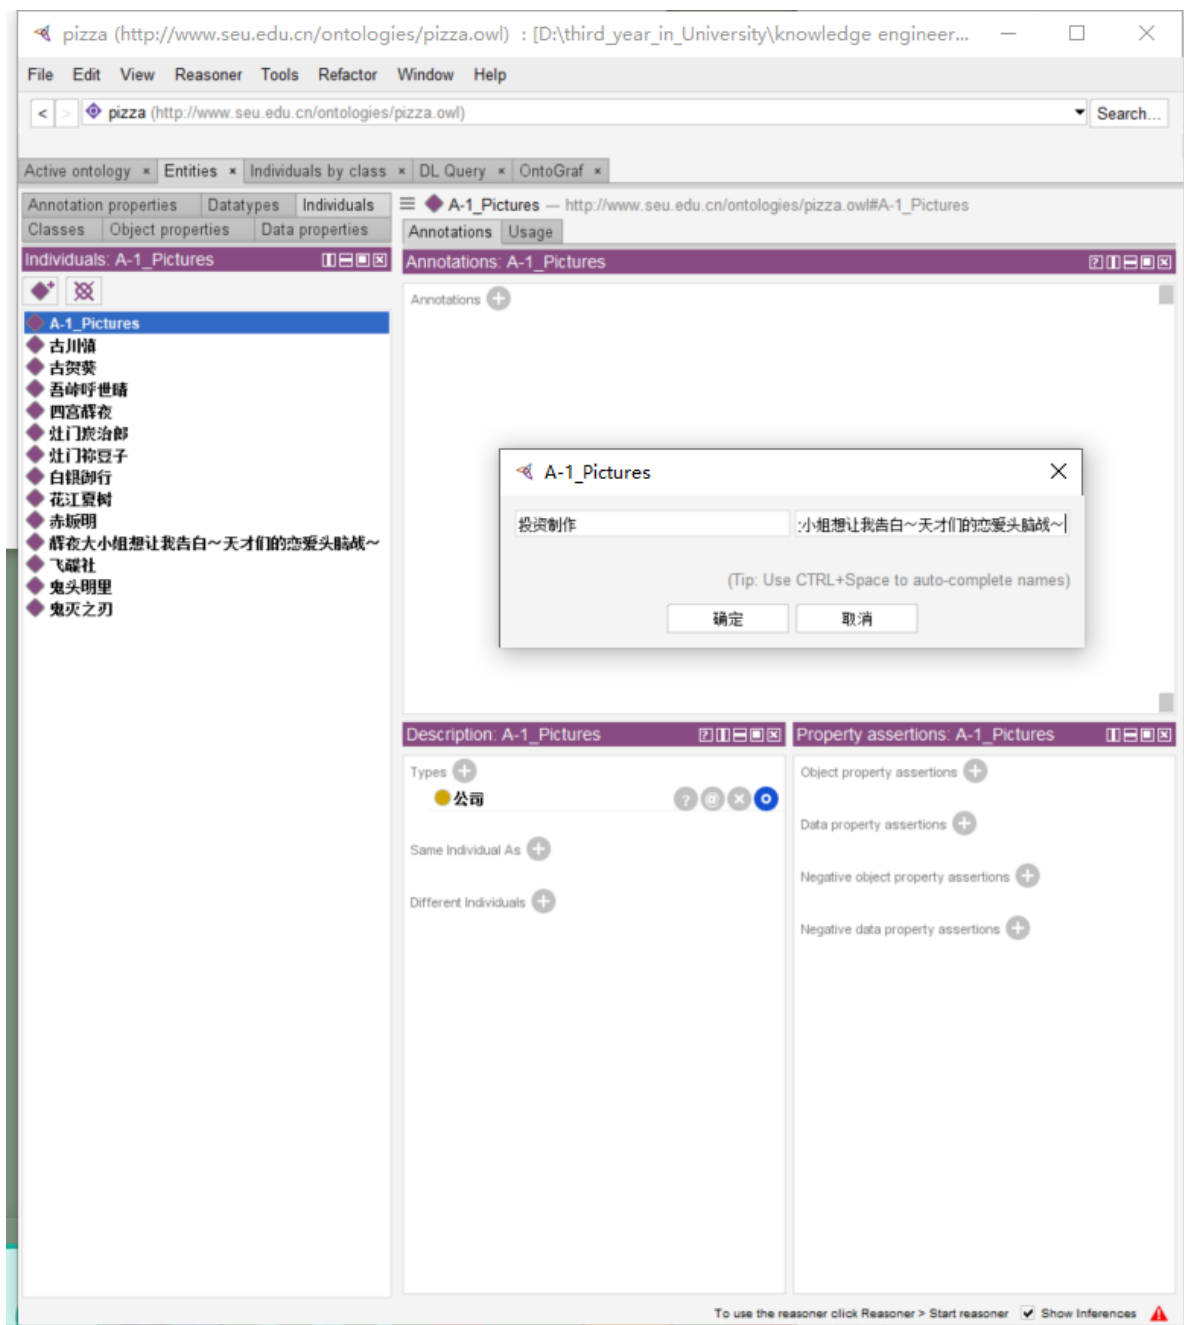 pizza (http://www.seu.edu.cn/ontologies/pizza.owl) : [D:\third_year_in_University\knowledge engineer...
File Edit View Reasoner Tools Refactor Window Help
< > pizza (http://www.seu.edu.cn/ontologies/pizza.owl) Search...
Active ontology × Entities × Individuals by class × DL Query × OntoGraf ×
Annotation properties Datatypes Individuals
Classes Object properties Data properties
Individuals: A-1_Pictures
A-1_Pictures
古川慎
古贺葵
吾峠呼世晴
四宫辉夜
灶门炭治郎
灶门祢豆子
白银御行
花江夏树
赤坂明
辉夜大小姐想让我告白～天才们的恋爱头脑战～
飞碟社
鬼头明里
鬼灭之刃
A-1_Pictures — http://www.seu.edu.cn/ontologies/pizza.owl#A-1_Pictures
Annotations Usage
Annotations: A-1_Pictures
Annotations
A-1_Pictures
投资制作 :小姐想让我告白～天才们的恋爱头脑战～
(Tip: Use CTRL+Space to auto-complete names)
确定 取消
Description: A-1_Pictures
Types
公司
Same Individual As
Different Individuals
Property assertions: A-1_Pictures
Object property assertions
Data property assertions
Negative object property assertions
Negative data property assertions
To use the reasoner click Reasoner > Start reasoner Show Inferences